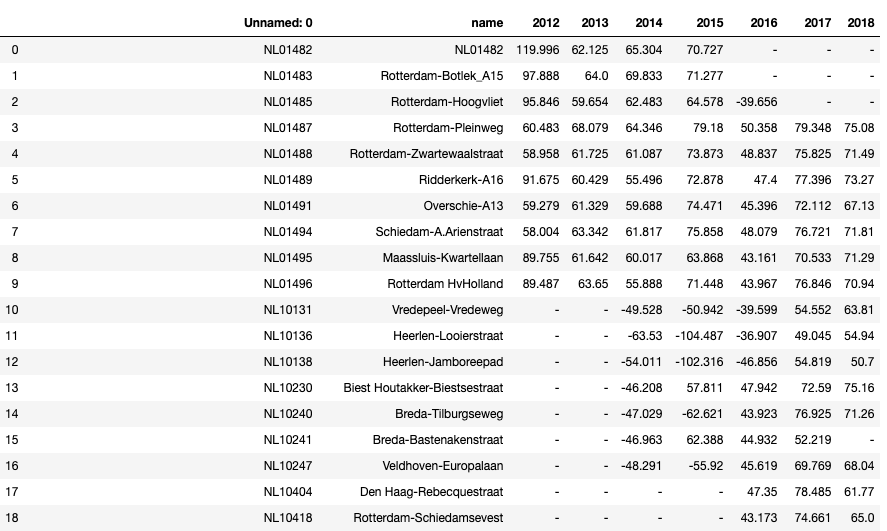 Unnamed: 0 name 2012 2013 2014 2015 2016 2017 2018
0 NL01482 NL01482 119.996 62.125 65.304 70.727 - - -
1 NL01483 Rotterdam-Botlek_A15 97.888 64.0 69.833 71.277 - - -
2 NL01485 Rotterdam-Hoogvliet 95.846 59.654 62.483 64.578 -39.656 - -
3 NL01487 Rotterdam-Pleinweg 60.483 68.079 64.346 79.18 50.358 79.348 75.08
4 NL01488 Rotterdam-Zwartewaalstraat 58.958 61.725 61.087 73.873 48.837 75.825 71.49
5 NL01489 Ridderkerk-A16 91.675 60.429 55.496 72.878 47.4 77.396 73.27
6 NL01491 Overschie-A13 59.279 61.329 59.688 74.471 45.396 72.112 67.13
7 NL01494 Schiedam-A.Arienstraat 58.004 63.342 61.817 75.858 48.079 76.721 71.81
8 NL01495 Maassluis-Kwartellaan 89.755 61.642 60.017 63.868 43.161 70.533 71.29
9 NL01496 Rotterdam HvHolland 89.487 63.65 55.888 71.448 43.967 76.846 70.94
10 NL10131 Vredepeel-Vredeweg - - -49.528 -50.942 -39.599 54.552 63.81
11 NL10136 Heerlen-Looierstraat - - -63.53 -104.487 -36.907 49.045 54.94
12 NL10138 Heerlen-Jamboreepad - - -54.011 -102.316 -46.856 54.819 50.7
13 NL10230 Biest Houtakker-Biestsestraat - - -46.208 57.811 47.942 72.59 75.16
14 NL10240 Breda-Tilburgseweg - - -47.029 -62.621 43.923 76.925 71.26
15 NL10241 Breda-Bastenakenstraat - - -46.963 62.388 44.932 52.219 -
16 NL10247 Veldhoven-Europalaan - - -48.291 -55.92 45.619 69.769 68.04
17 NL10404 Den Haag-Rebecquestraat - - - - 47.35 78.485 61.77
18 NL10418 Rotterdam-Schiedamsevest - - - - 43.173 74.661 65.0